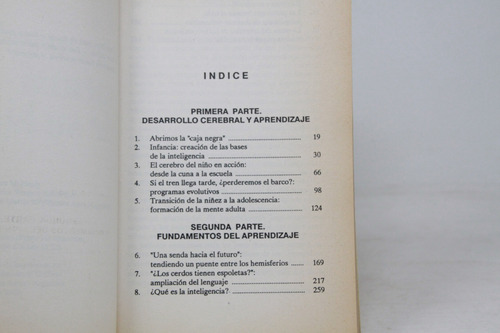 INDICE
PRIMERA PARTE.
DESARROLLO CEREBRAL Y APRENDIZAJE
1. Abrimos la "caja negra" 19
2. Infancia: creación de las bases
de la inteligencia 30
3. El cerebro del niño en acción:
desde la cuna a la escuela 66
4. Si el tren llega tarde, ¿perderemos el barco?:
programas evolutivos 98
5. Transición de la niñez a la adolescencia:
formación de la mente adulta 124
SEGUNDA PARTE.
FUNDAMENTOS DEL APRENDIZAJE
6. "Una senda hacia el futuro":
tendiendo un puente entre los hemisferios 169
7. "¿Los cerdos tienen espoletas?":
ampliación del lenguaje 217
8. ¿Qué es la inteligencia? 259